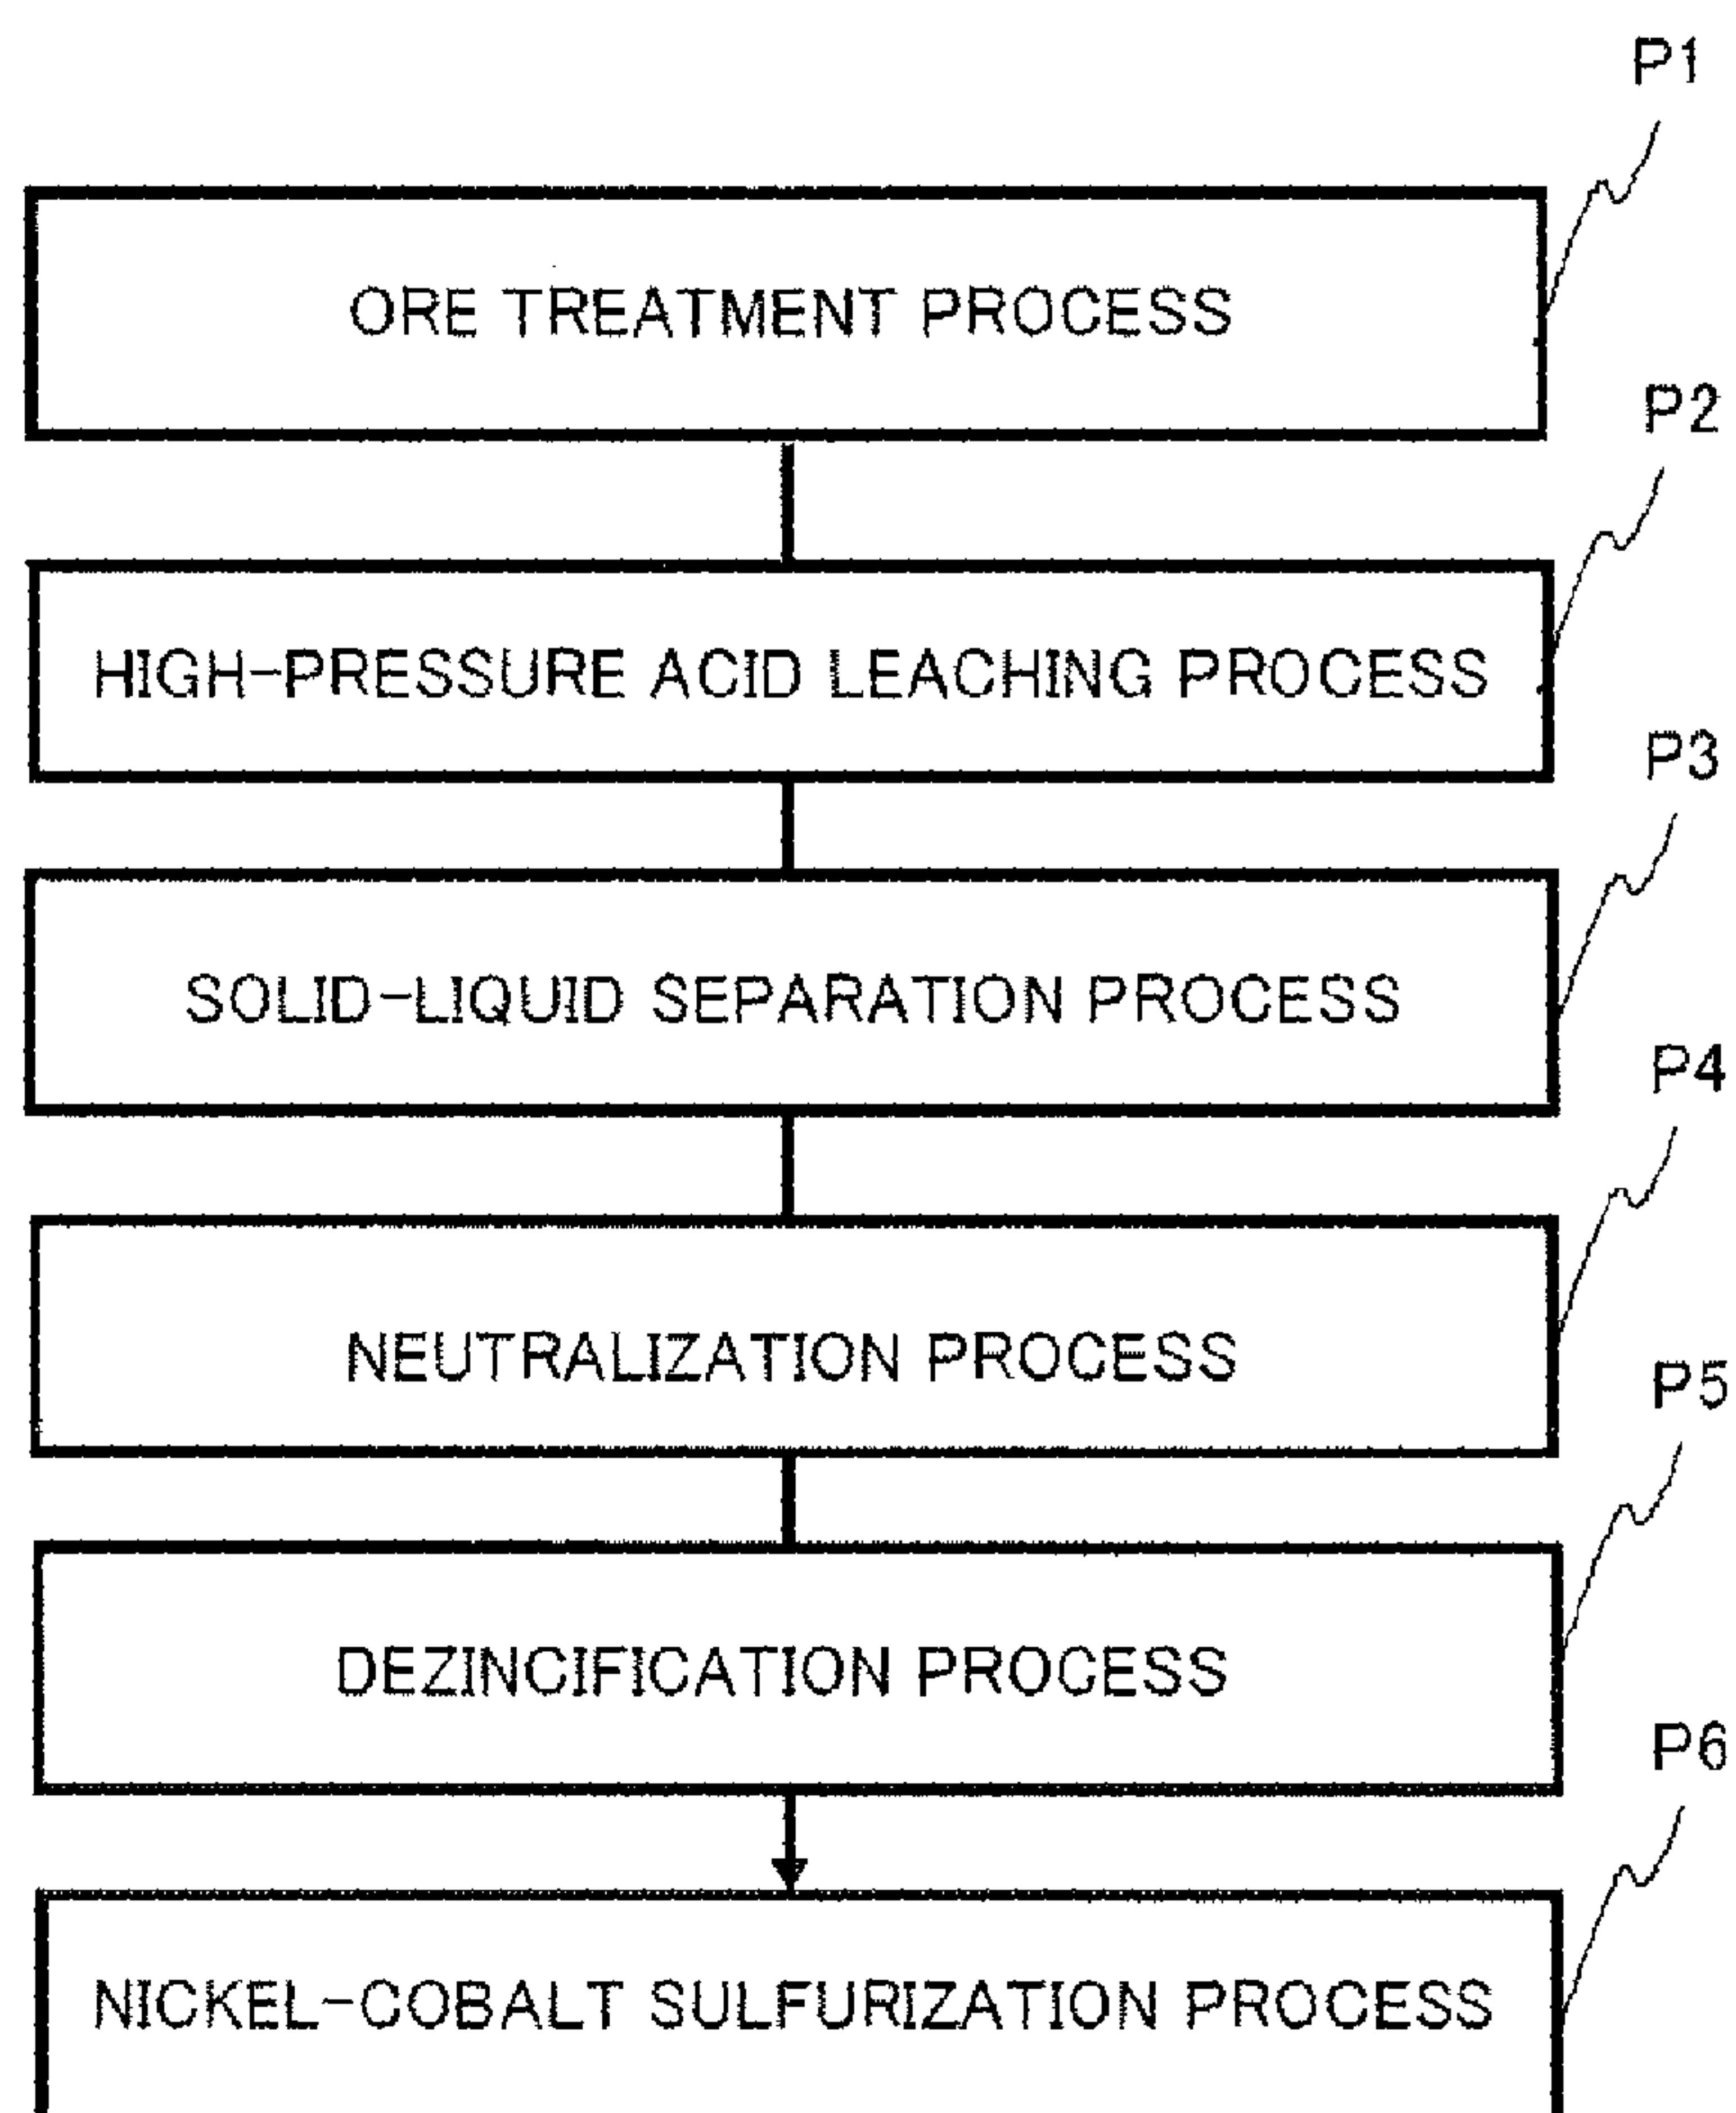 P1
ORE TREATMENT PROCESS
P2
HIGH-PRESSURE ACID LEACHING PROCESS
P3
SOLID-LIQUID SEPARATION PROCESS
P4
NEUTRALIZATION PROCESS
P5
DEZINCIFICATION PROCESS
P6
NICKEL-COBALT SULFURIZATION PROCESS